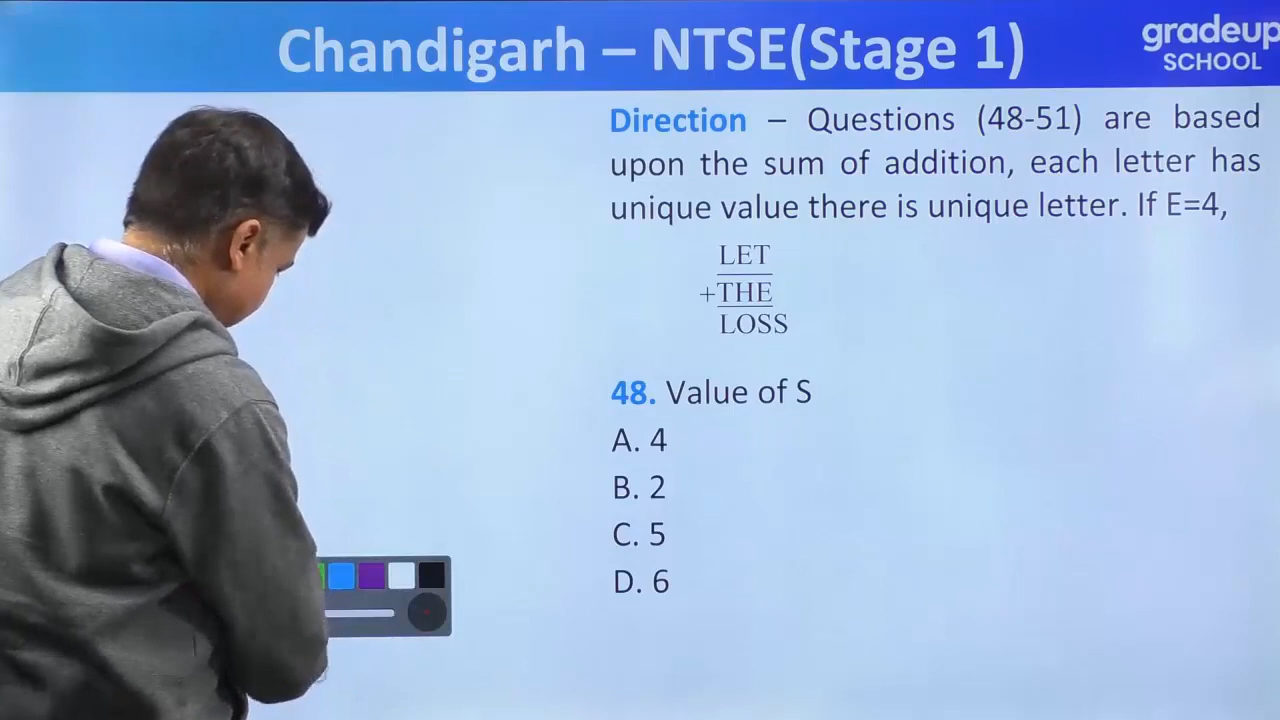 Chandigarh – NTSE(Stage 1)
gradeup
SCHOOL
Direction – Questions (48-51) are based
upon the sum of addition, each letter has
unique value there is unique letter. If E=4,
LET
+THE
LOSS
48. Value of S
A. 4
B. 2
C. 5
D. 6